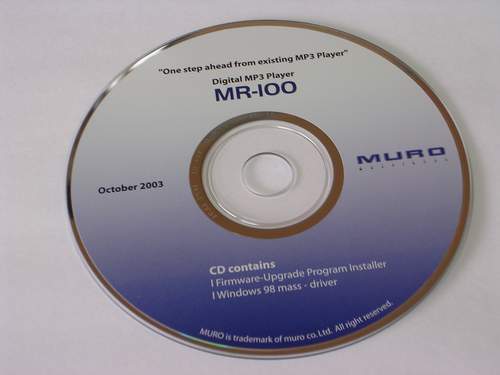 "One step ahead from existing MP3 Player"
Digital MP3 Player
MR-100
October 2003
MURO
CD contains
l Firmware-Upgrade Program Installer
l Windows 98 mass - driver
MURO is trademark of muro co.Ltd. All right reserved.